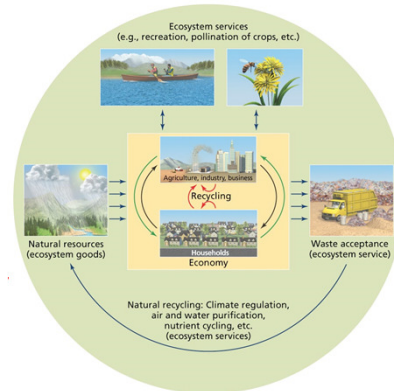 Ecosystem services
(e.g., recreation, pollination of crops, etc.)
Agriculture, industry, business
Recycling
Households
Economy
Natural resources
(ecosystem goods)
Waste acceptance
(ecosystem service)
Natural recycling: Climate regulation,
air and water purification,
nutrient cycling, etc.
(ecosystem services)